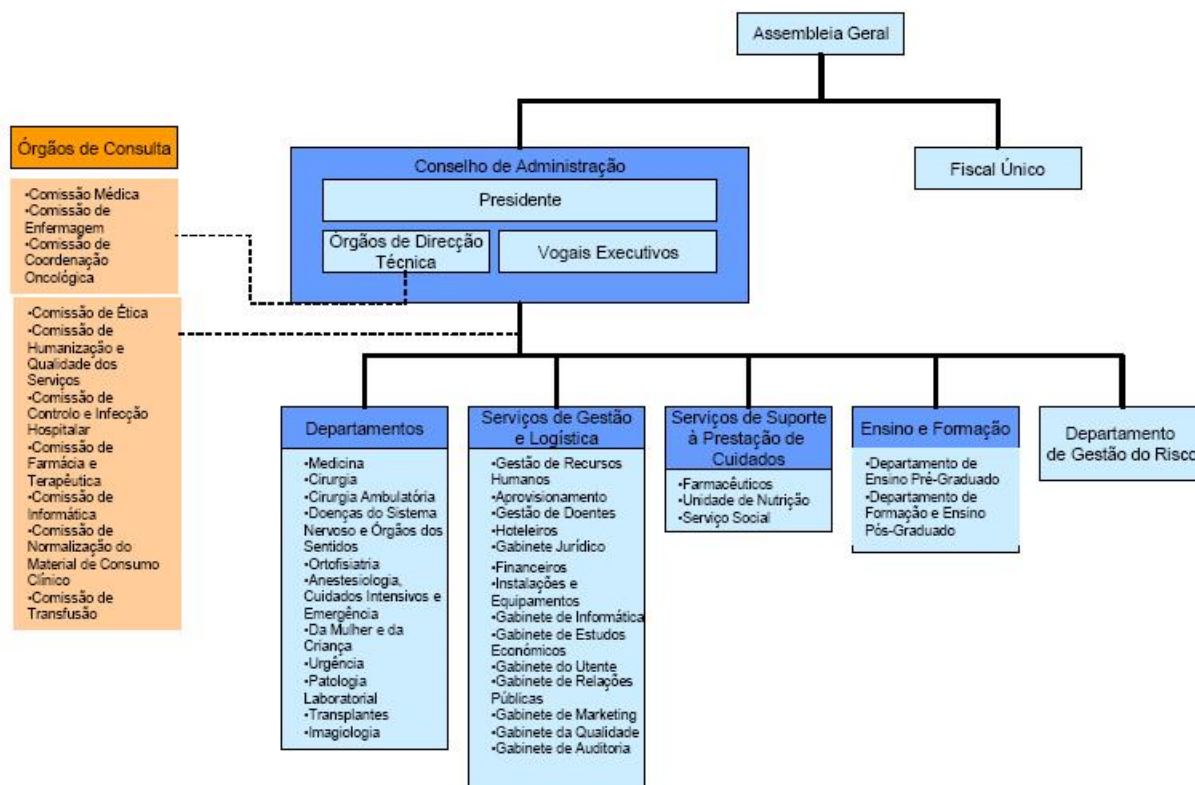 Assembleia Geral
Órgãos de Consulta
•Comissão Médica
•Comissão de
Enfermagem
•Comissão de
Coordenação
Oncológica
•Comissão de Ética
•Comissão de
Humanização e
Qualidade dos
Serviços
•Comissão de
Controlo e Infecção
Hospitalar
•Comissão de
Farmácia e
Terapêutica
•Comissão de
Informática
•Comissão de
Normalização do
Material de Consumo
Clínico
•Comissão de
Transfusão
Conselho de Administração
Presidente
Órgãos de Direcção
Técnica
Vogais Executivos
Fiscal Único
Departamentos
•Medicina
•Cirurgia
•Cirurgia Ambulatória
•Doenças do Sistema
Nervoso e Órgãos dos
Sentidos
•Ortofisiatria
•Anestesiologia,
Cuidados Intensivos e
Emergência
•Da Mulher e da
Criança
•Urgência
•Patologia
Laboratorial
•Transplantes
•Imagiologia
Serviços de Gestão
e Logística
•Gestão de Recursos
Humanos
•Aprovisionamento
•Gestão de Doentes
•Hoteleiros
•Gabinete Jurídico
•Financeiros
•Instalações e
Equipamentos
•Gabinete de Informática
•Gabinete de Estudos
Económicos
•Gabinete do Utente
•Gabinete de Relações
Públicas
•Gabinete de Marketing
•Gabinete da Qualidade
•Gabinete de Auditoria
Serviços de Suporte
à Prestação de
Cuidados
•Farmacêuticos
•Unidade de Nutrição
•Serviço Social
Ensino e Formação
•Departamento de
Ensino Pré-Graduado
•Departamento de
Formação e Ensino
Pós-Graduado
Departamento
de Gestão do Risco